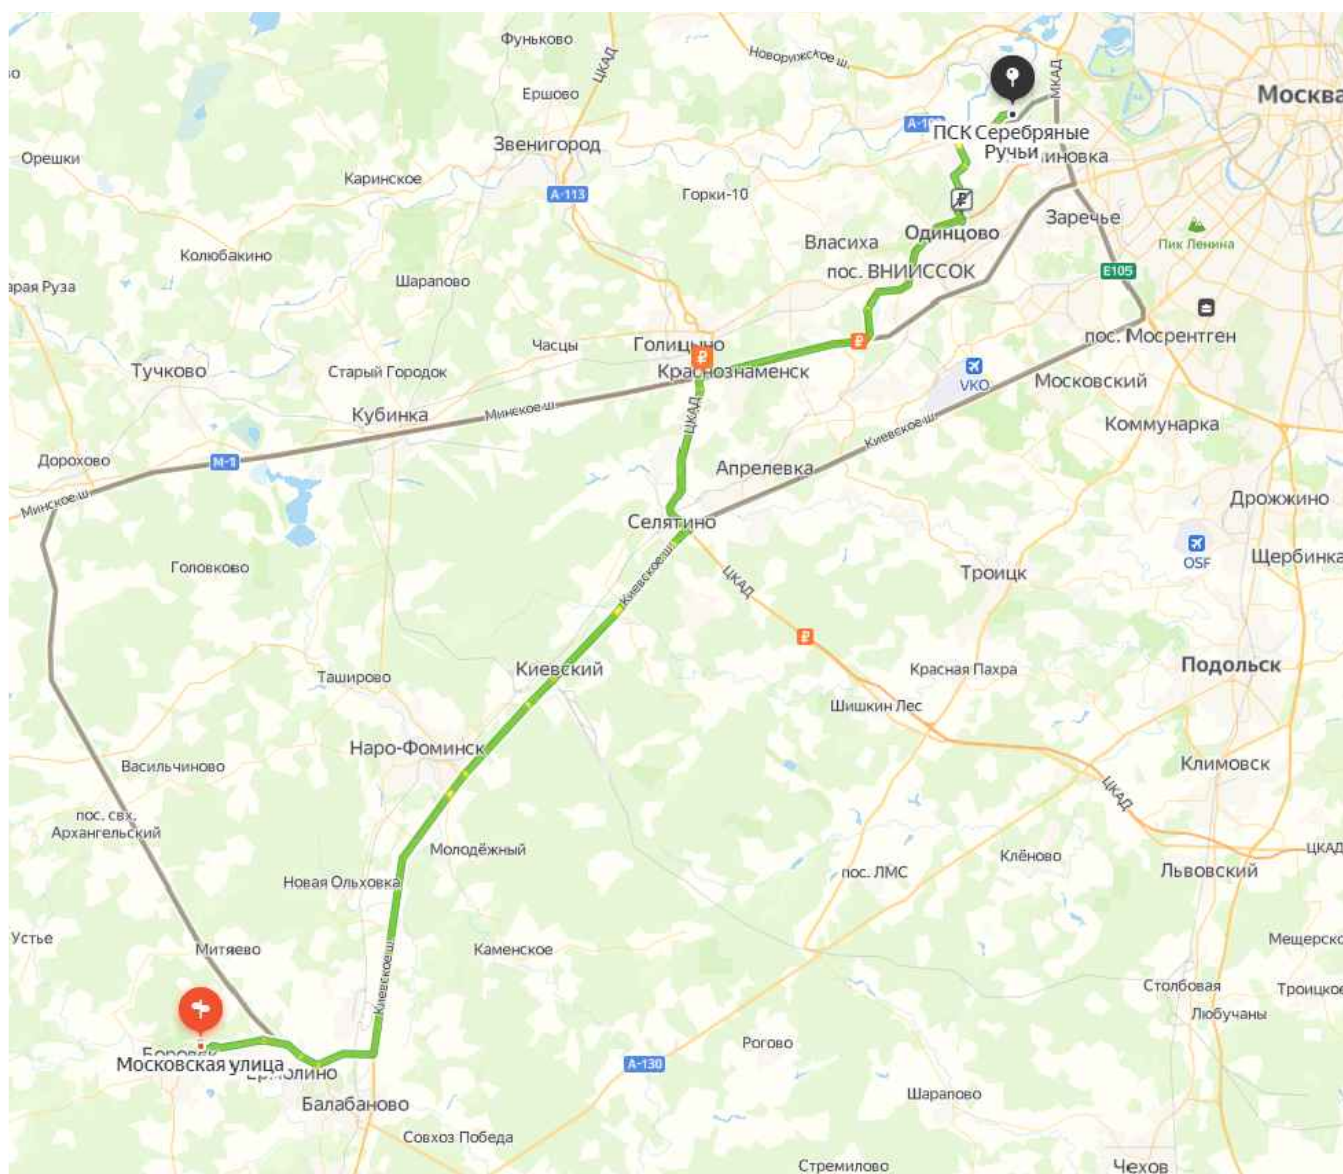 Фуньково
ЦКАД
Новорижское ш.
МКАД
Москва
Ершово
Орешки
Звенигород
А-113
Каринское
Горки-10
ПСК Серебряные
Ручьи
Заречье
Пик Ленина
Власиха
Одинцово
Колюбакино
пос. ВНИИССОК
E105
Шарапово
Часцы
Голицыно
пос. Мосрентген
Тучково
Старый Городок
Краснознаменск
VKO
Московский
Кубинка
Минское ш.
ЦКАД
Киевское ш.
Коммунарка
Дорохово
М-1
Апрелевка
Минское ш.
Селятино
Дрожжино
OSF
Щербинка
Головково
Киевское ш.
ЦКАД
Троицк
Киевский
Красная Пахра
Подольск
Таширово
Шишкин Лес
Наро-Фоминск
Васильчиново
Климовск
ЦКАД
пос. свх.
Архангельский
Молодёжный
Клёново
ЦКАД
Новая Ольховка
пос. ЛМС
Львовский
Устье
Митяево
Каменское
Киевское ш.
Столбовая
Троицкое
Любучаны
Боровск
Московская улица
Ермолино
А-130
Рогово
Балабаново
Шарапово
Совхоз Победа
Стремилово
Чехов